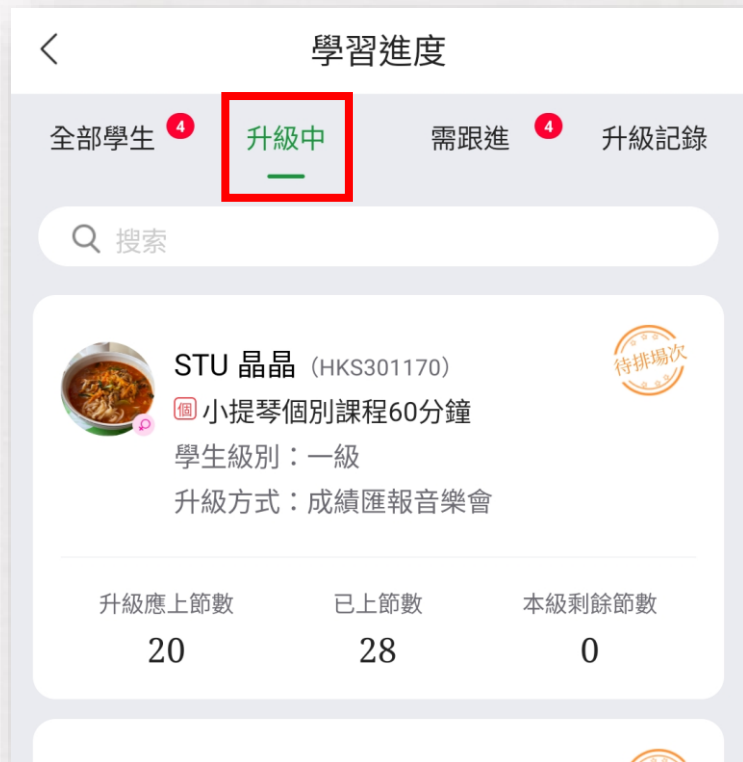 學習進度
全部學生 4 升級中 需跟進 4 升級記錄
搜索
STU 晶晶（HKS301170）
待排場次
個 小提琴個別課程60分鐘
學生級別：一級
升級方式：成績匯報音樂會
升級應上節數 已上節數 本級剩餘節數
20 28 0